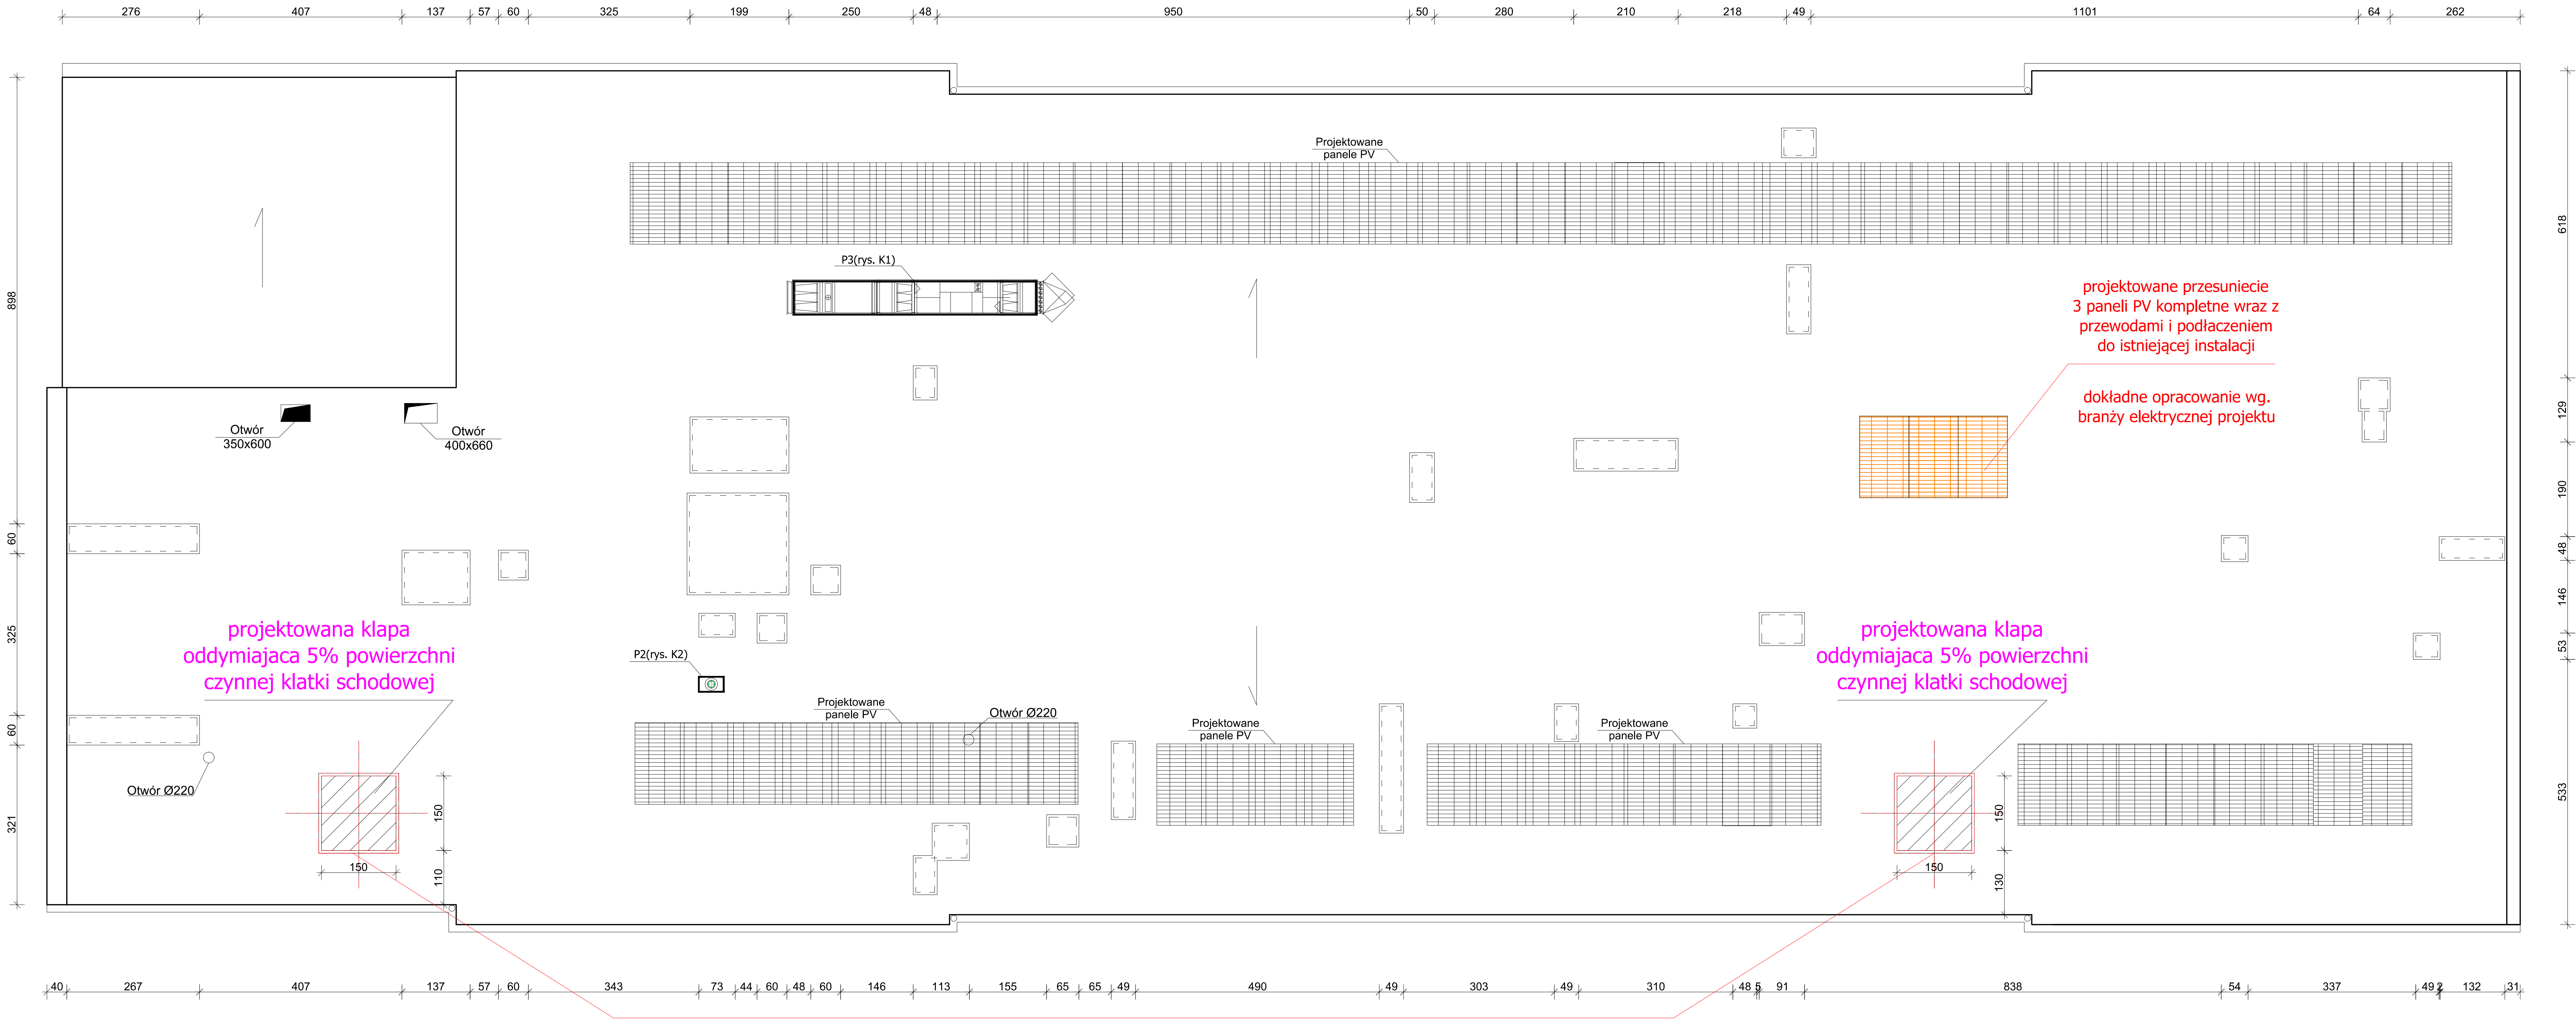 276 407 137 57 60 325 199 250 48 950 50 280 210 218 49 1101 64 262
Projektowane
panele PV
P3(rys. K1)
projektowane przesuniecie
3 paneli PV kompletne wraz z
przewodami i podłaczeniem
do istniejącej instalacji
dokładne opracowanie wg.
branży elektrycznej projektu
Otwór
350x600
Otwór
400x660
projektowana klapa
oddymiajaca 5% powierzchni
czynnej klatki schodowej
P2(rys. K2)
projektowana klapa
oddymiajaca 5% powierzchni
czynnej klatki schodowej
Projektowane
panele PV
Otwór Ø220
Projektowane
panele PV
Projektowane
panele PV
Otwór Ø220
150
110
150
150
130
150
898
60
325
60
321
618
129
190
48
146
53
533
40 267 407 137 57 60 343 73 44 60 48 60 146 113 155 65 65 49 490 49 303 49 310 48 5 91 838 54 337 49 2 132 31